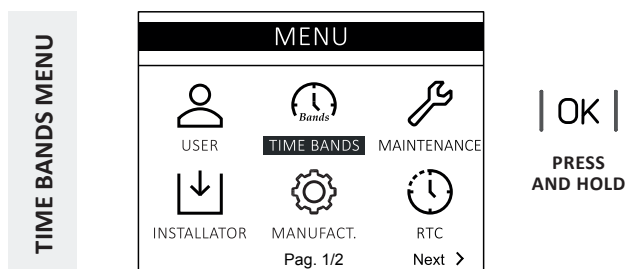 TIME BANDS MENU
MENU
Bands
USER
TIME BANDS
MAINTENANCE
INSTALLATOR
MANUFACT.
RTC
Pag. 1/2
Next >
OK
PRESS
AND HOLD